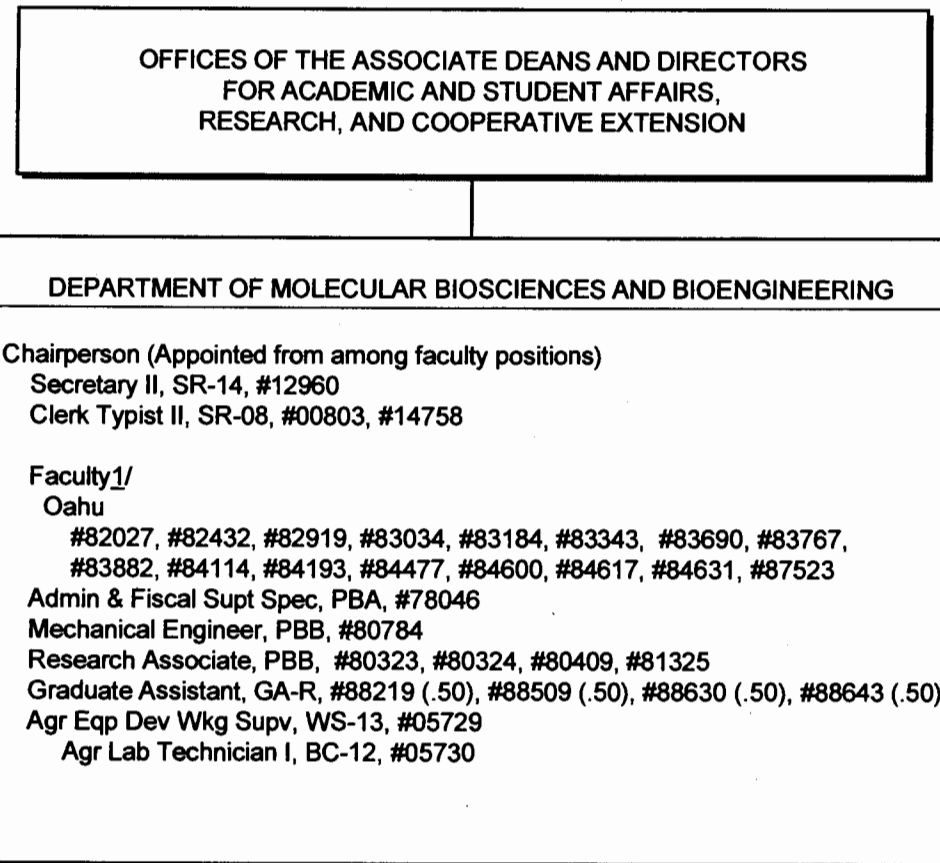 OFFICES OF THE ASSOCIATE DEANS AND DIRECTORS
FOR ACADEMIC AND STUDENT AFFAIRS,
RESEARCH, AND COOPERATIVE EXTENSION
DEPARTMENT OF MOLECULAR BIOSCIENCES AND BIOENGINEERING
Chairperson (Appointed from among faculty positions)
Secretary II, SR-14, #12960
Clerk Typist II, SR-08, #00803, #14758
Faculty1/
Oahu
#82027, #82432, #82919, #83034, #83184, #83343, #83690, #83767,
#83882, #84114, #84193, #84477, #84600, #84617, #84631, #87523
Admin & Fiscal Supt Spec, PBA, #78046
Mechanical Engineer, PBB, #80784
Research Associate, PBB, #80323, #80324, #80409, #81325
Graduate Assistant, GA-R, #88219 (.50), #88509 (.50), #88630 (.50), #88643 (.50)
Agr Eqp Dev Wkg Supv, WS-13, #05729
Agr Lab Technician I, BC-12, #05730